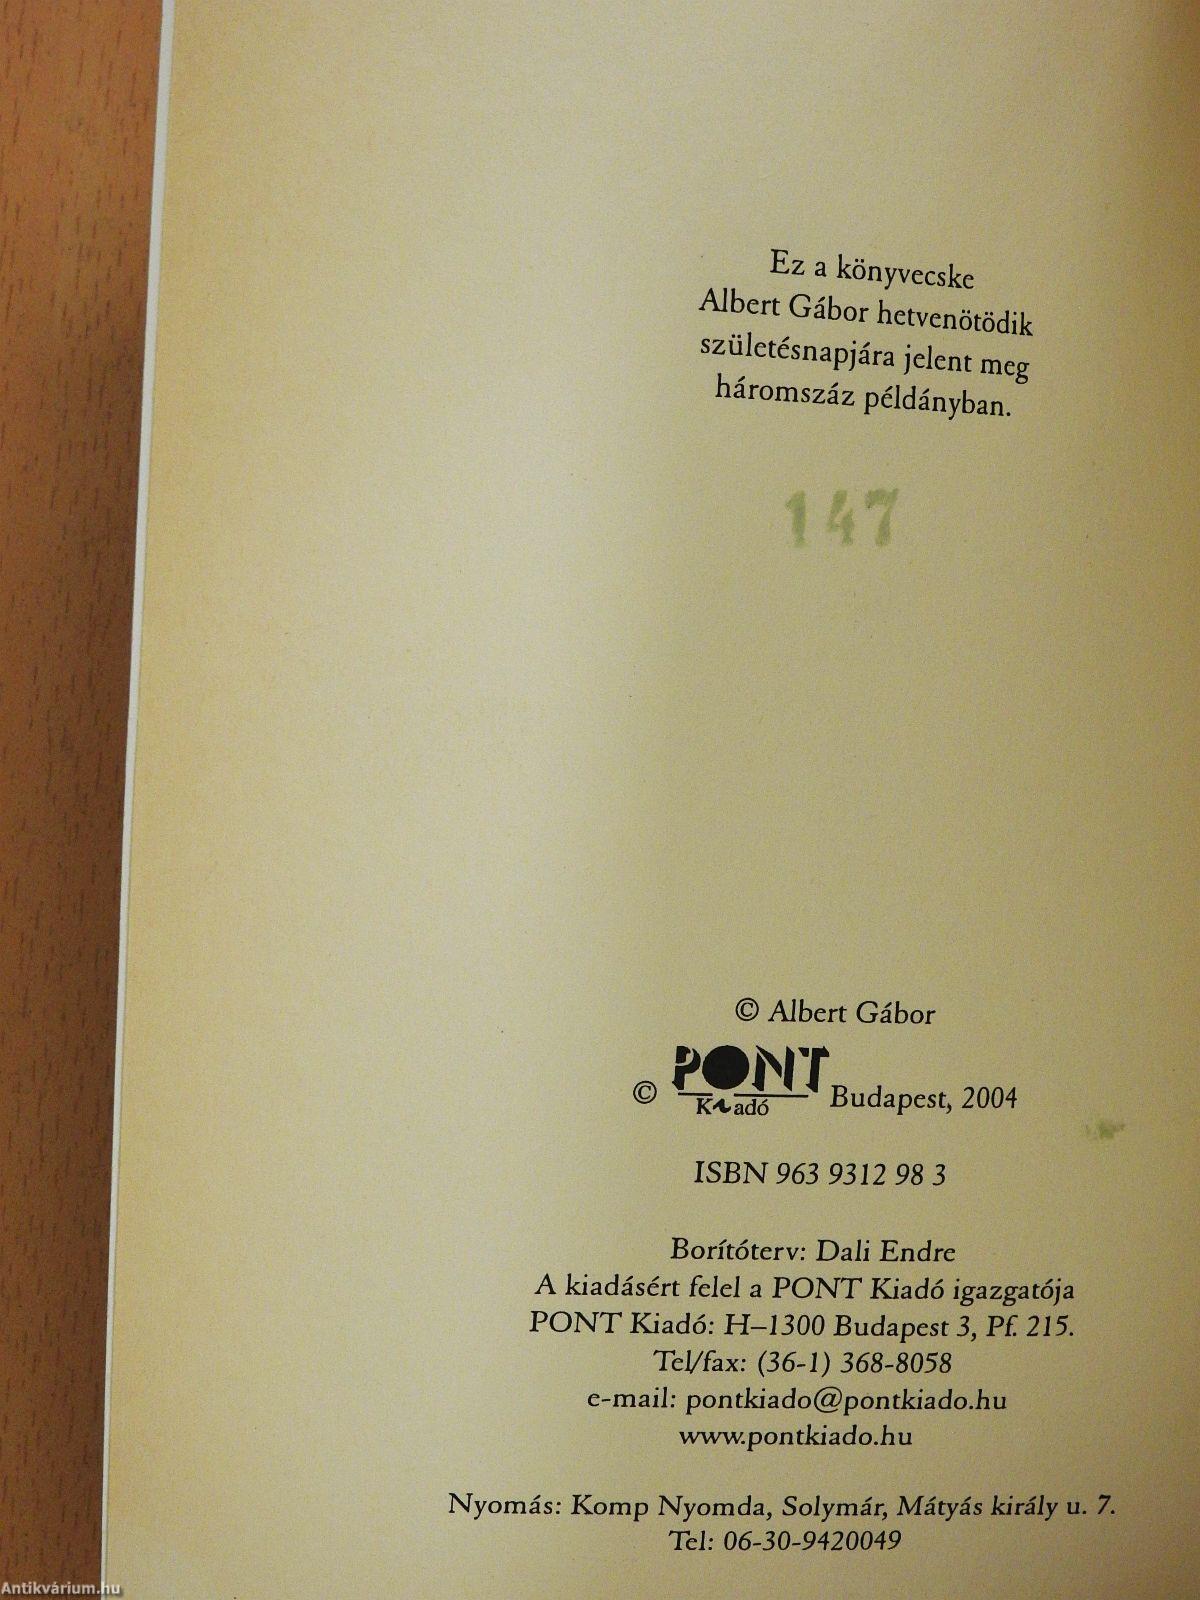 Ez a könyvecske
Albert Gábor hetvenötödik
születésnapjára jelent meg
háromszáz példányban.
147
© Albert Gábor
© PONT Kiadó Budapest, 2004
ISBN 963 9312 98 3
Borítóterv: Dali Endre
A kiadásért felel a PONT Kiadó igazgatója
PONT Kiadó: H–1300 Budapest 3, Pf. 215.
Tel/fax: (36-1) 368-8058
e-mail: pontkiado@pontkiado.hu
www.pontkiado.hu
Nyomás: Komp Nyomda, Solymár, Mátyás király u. 7.
Tel: 06-30-9420049
Antikvárium.hu